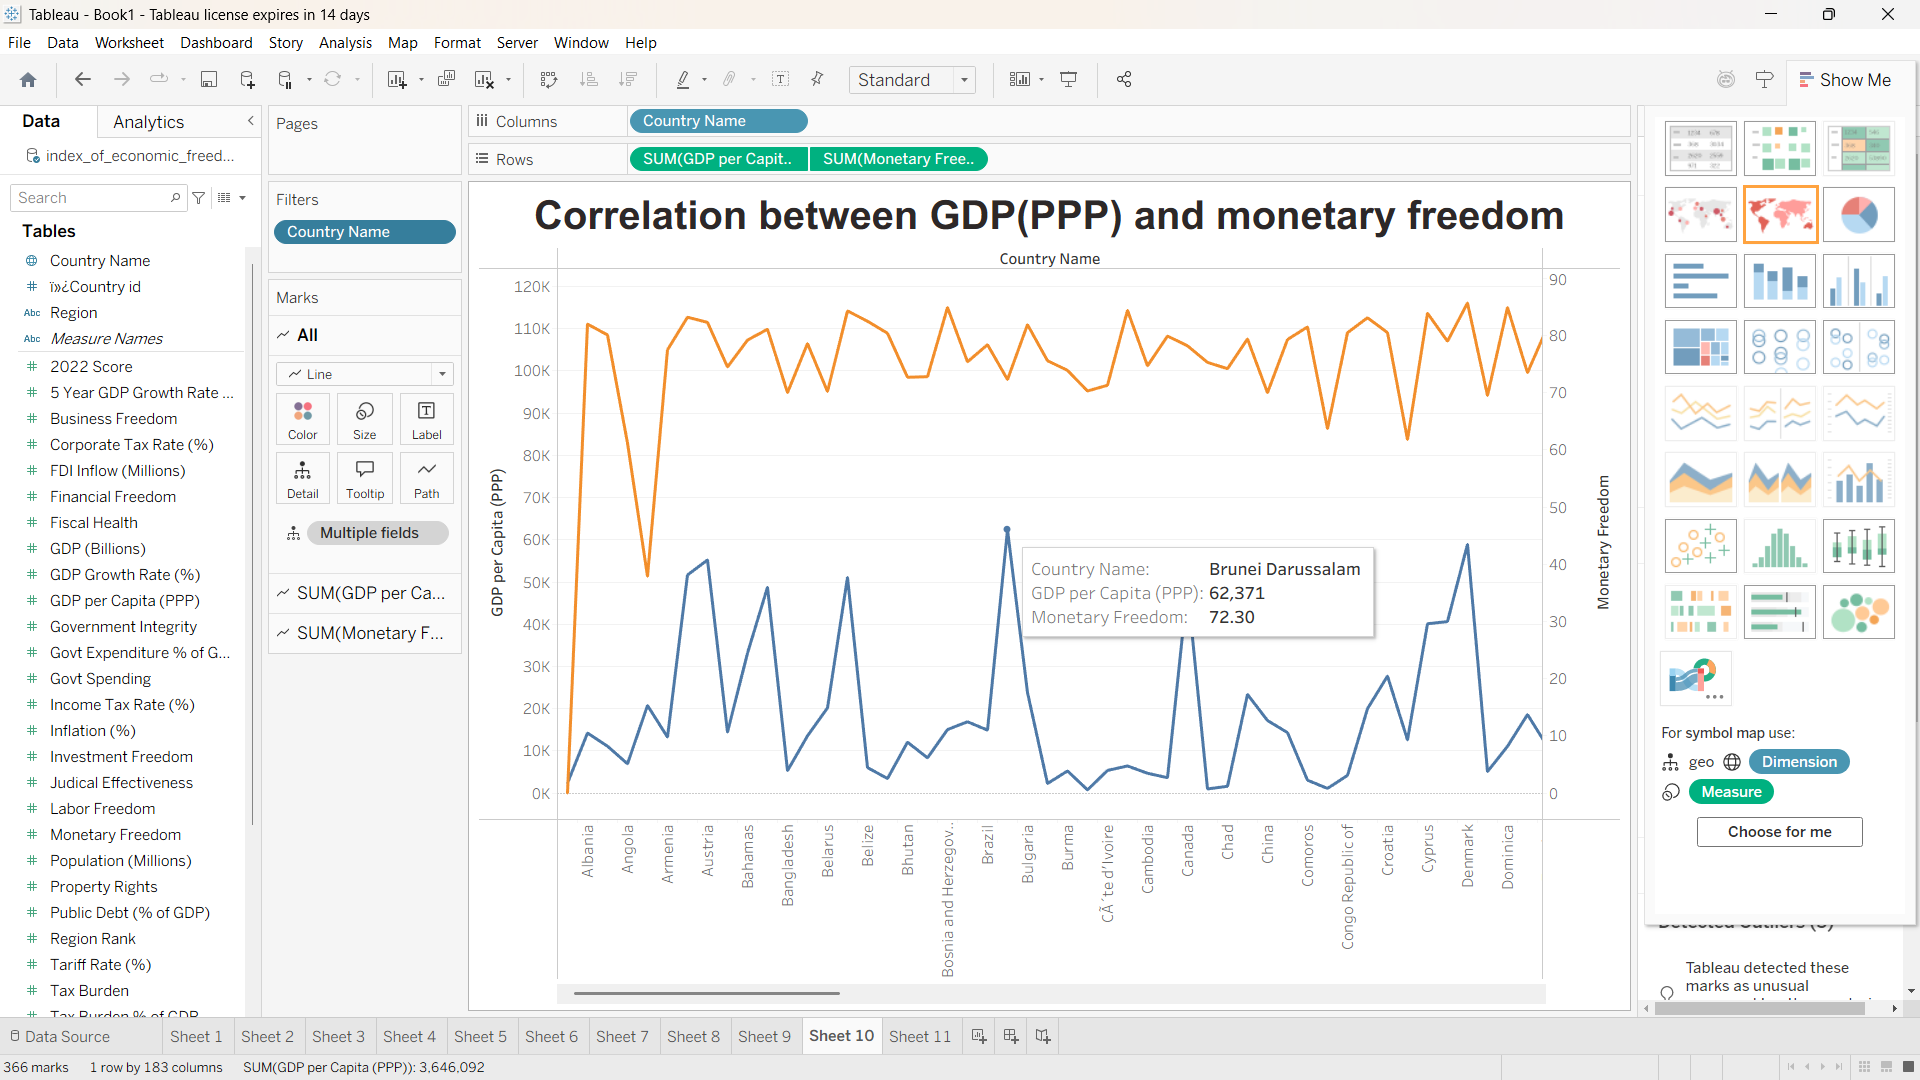 Tableau - Book1 - Tableau license expires in 14 days
File Data Worksheet Dashboard Story Analysis Map Format Server Window Help
Standard
Show Me
Data
Analytics
index_of_economic_freed...
Search
Tables
Country Name
ï»¿Country id
Region
Measure Names
2022 Score
5 Year GDP Growth Rate ...
Business Freedom
Corporate Tax Rate (%)
FDI Inflow (Millions)
Financial Freedom
Fiscal Health
GDP (Billions)
GDP Growth Rate (%)
GDP per Capita (PPP)
Government Integrity
Govt Expenditure % of G...
Govt Spending
Income Tax Rate (%)
Inflation (%)
Investment Freedom
Judical Effectiveness
Labor Freedom
Monetary Freedom
Population (Millions)
Property Rights
Public Debt (% of GDP)
Region Rank
Tariff Rate (%)
Tax Burden
Tax Burden % of GDP
Pages
Filters
Country Name
Marks
All
Line
Color
Size
Label
Detail
Tooltip
Path
Multiple fields
SUM(GDP per Ca...
SUM(Monetary F...
Columns
Country Name
Rows
SUM(GDP per Capit..
SUM(Monetary Free..
Correlation between GDP(PPP) and monetary freedom
Country Name
120K
110K
100K
90K
80K
70K
60K
50K
40K
30K
20K
10K
0K
GDP per Capita (PPP)
90
80
70
60
50
40
30
20
10
0
Monetary Freedom
Country Name: Brunei Darussalam
GDP per Capita (PPP): 62,371
Monetary Freedom: 72.30
Albania
Angola
Armenia
Austria
Bahamas
Bangladesh
Belarus
Belize
Bhutan
Bosnia and Herzegov..
Brazil
Bulgaria
Burma
CÃ´te d'Ivoire
Cambodia
Canada
Chad
China
Comoros
Congo Republic of
Croatia
Cyprus
Denmark
Dominica
For symbol map use:
geo Dimension
Measure
Choose for me
Tableau detected these
marks as unusual
Data Source
Sheet 1
Sheet 2
Sheet 3
Sheet 4
Sheet 5
Sheet 6
Sheet 7
Sheet 8
Sheet 9
Sheet 10
Sheet 11
366 marks
1 row by 183 columns
SUM(GDP per Capita (PPP)): 3,646,092